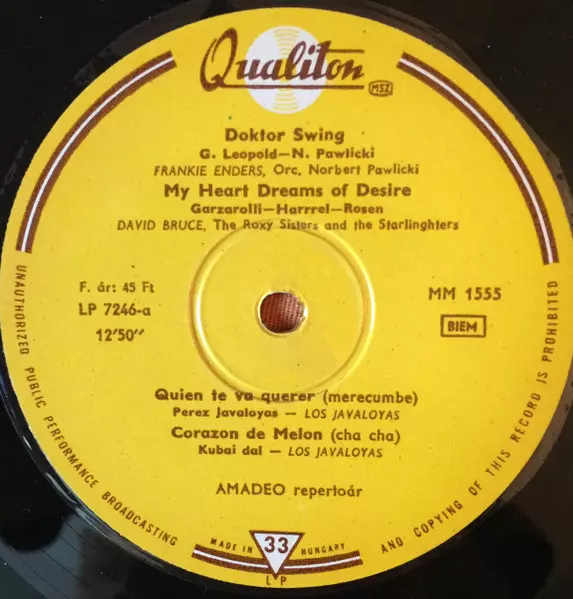 Qualiton
MSZ
Doktor Swing
G. Leopold—N. Pawlicki
FRANKIE ENDERS, Orc. Norbert Pawlicki
My Heart Dreams of Desire
Garzarolli—Harrrel—Rosen
DAVID BRUCE, The Roxy Sisters and the Starlinghters
F. ár: 45 Ft
LP 7246-a
12'50''
MM 1555
BIEM
Quien te va querer (merecumbe)
Perez Javaloyas — LOS JAVALOYAS
Corazon de Melon (cha cha)
Kubai dal — LOS JAVALOYAS
AMADEO repertoár
UNAUTHORIZED PUBLIC PERFORMANCE BROADCASTING AND COPYING OF THIS RECORD IS PROHIBITED
MADE IN HUNGARY
33
LP